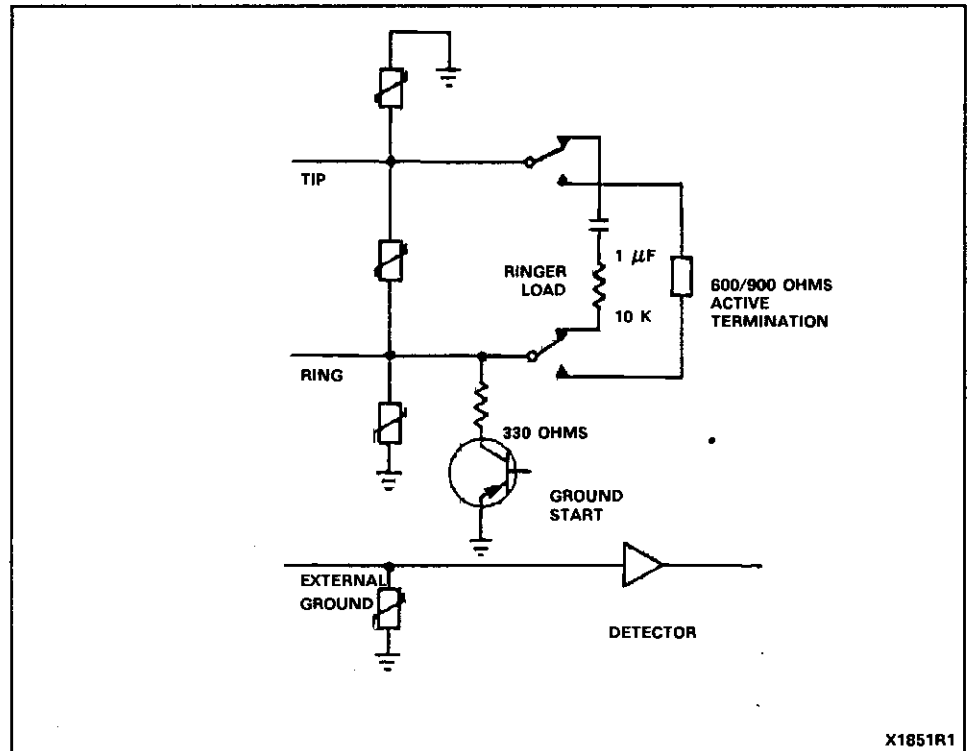 TIP
1 μF
RINGER
LOAD
10 K
600/900 OHMS
ACTIVE
TERMINATION
RING
330 OHMS
GROUND
START
EXTERNAL
GROUND
DETECTOR
X1851R1